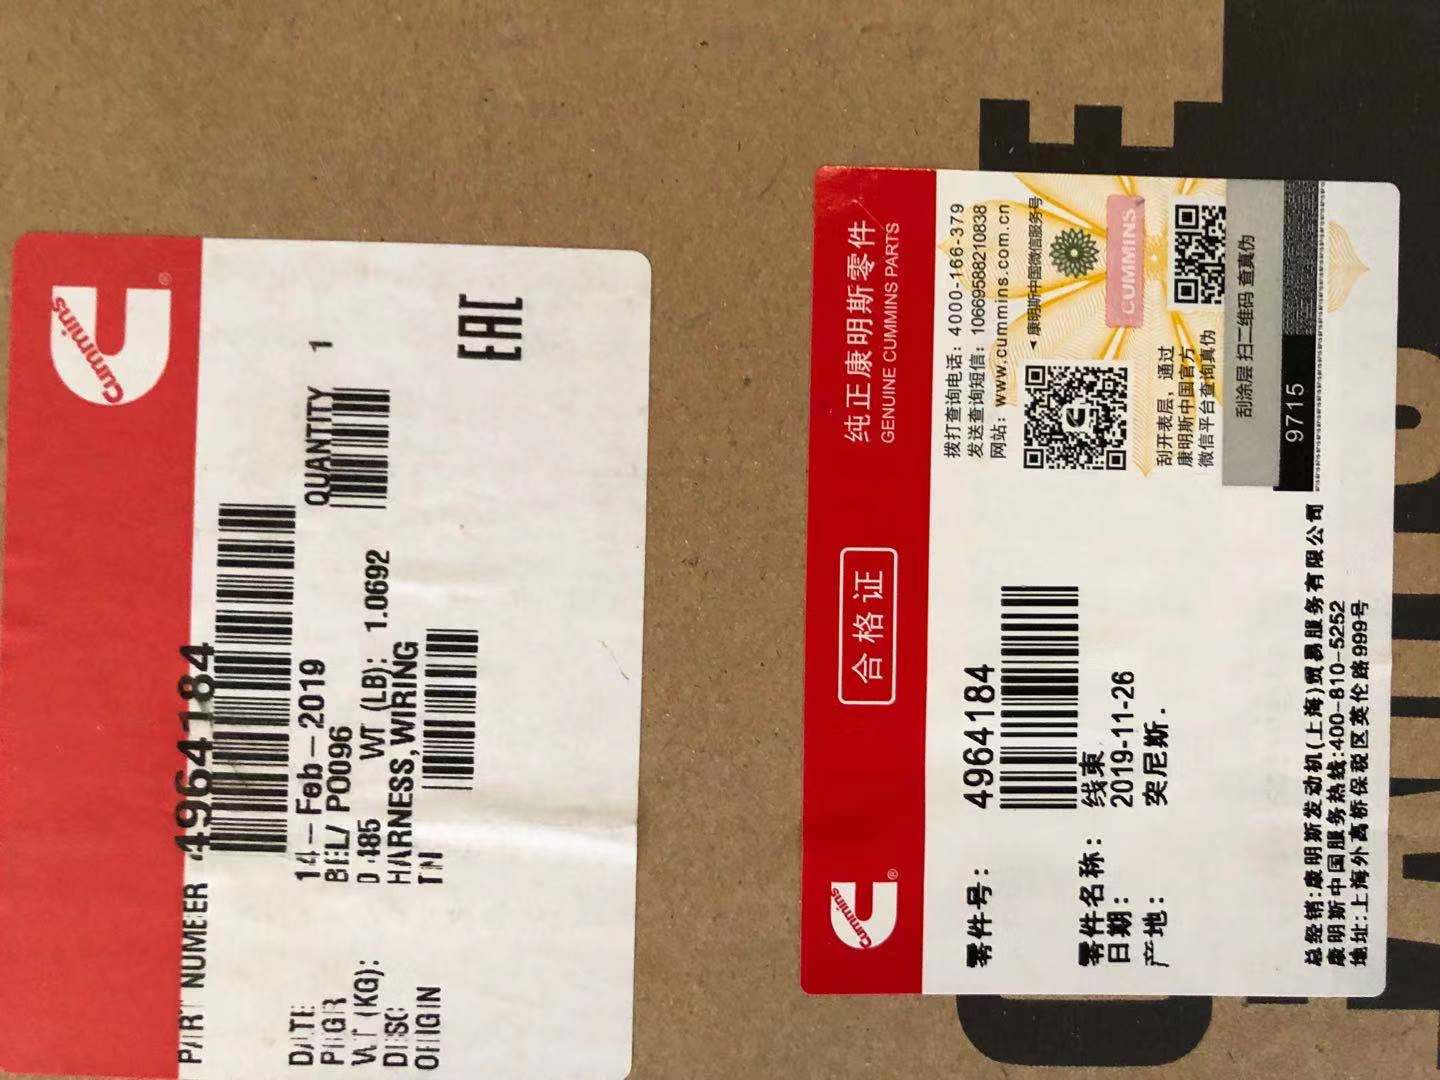 Cummins
®
PART NUMBER 4964184
DATE 14-Feb-2019
QUANTITY 1
PKGR BEL/ P0096
WT (KG): 0.485 WT (LB): 1.0692
DESC HARNESS,WIRING
ORIGIN TN
EAC
Cummins
®
合格证
纯正康明斯零件
GENUINE CUMMINS PARTS
零件号: 4964184
零件名称: 线束
日期: 2019-11-26
产地: 突尼斯.
拨打查询电话: 4000-166-379
发送查询短信: 1066958821083​8
网站: www.cummins.com.cn
◂ 康明斯中国微信服务号
CUMMINS
刮开表层，通过
康明斯中国官方
微信平台查询真伪
刮涂层 扫二维码 查真伪
9715
总经销:康明斯发动机(上海)贸易服务有限公司
康明斯中国服务热线:400-810-5252
地址:上海外高桥保税区英伦路999号